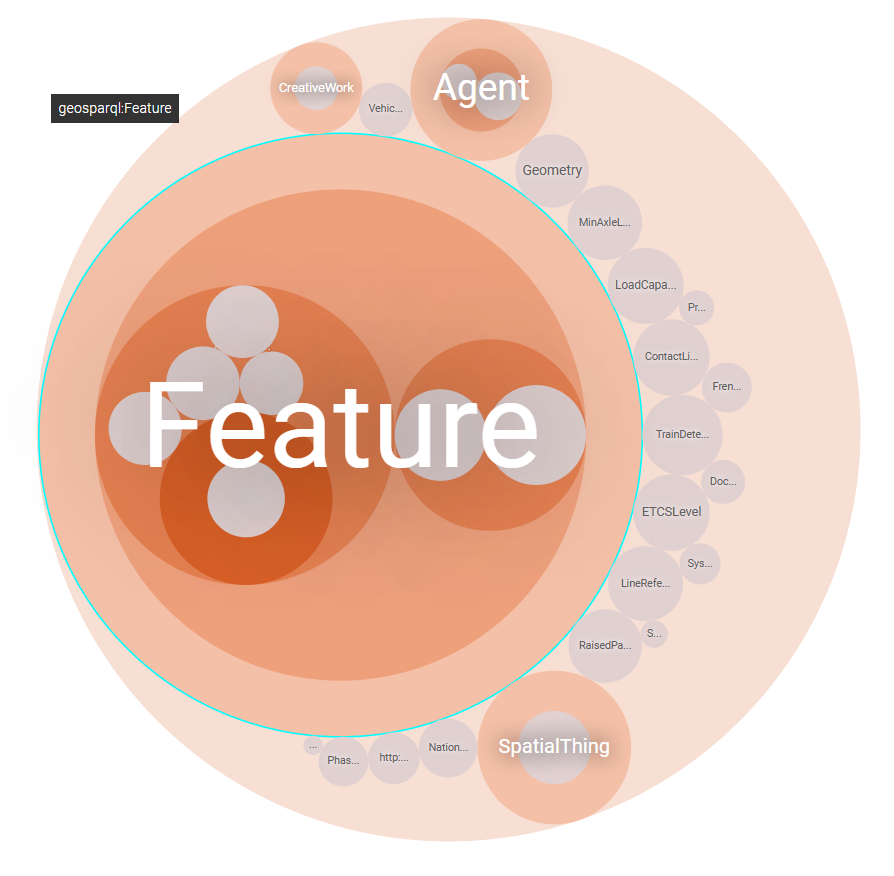 CreativeWork
Agent
geosparql:Feature
Vehic...
Geometry
MinAxleL...
LoadCapa...
Pr...
ContactLi...
Fren...
Feature
TrainDete...
Doc...
ETCSLevel
Sys...
LineRefe...
S...
RaisedPa...
SpatialThing
...
Nation...
http:...
Phas...